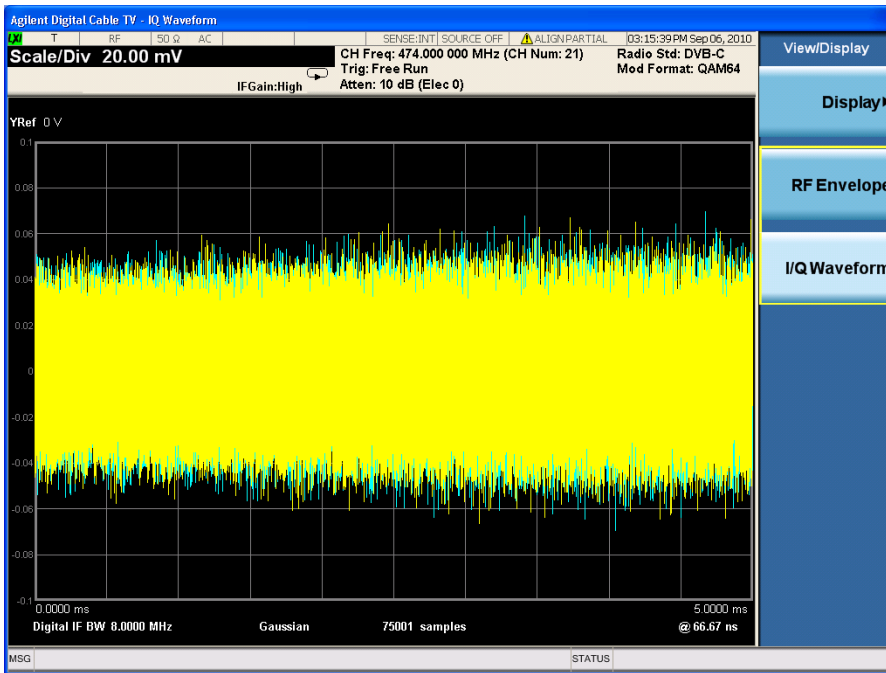 Agilent Digital Cable TV - IQ Waveform
LXI T RF 50 Ω AC SENSE:INT SOURCE OFF ⚠ ALIGN PARTIAL 03:15:39 PM Sep 06, 2010
Scale/Div 20.00 mV
CH Freq: 474.000 000 MHz (CH Num: 21)
Radio Std: DVB-C
Trig: Free Run
Mod Format: QAM64
IFGain:High
Atten: 10 dB (Elec 0)
YRef 0 V
0.1
0.08
0.06
0.04
0.02
0
-0.02
-0.04
-0.06
-0.08
-0.1
0.0000 ms
5.0000 ms
Digital IF BW 8.0000 MHz Gaussian 75001 samples @ 66.67 ns
MSG STATUS
View/Display
Display
RF Envelope
I/Q Waveform